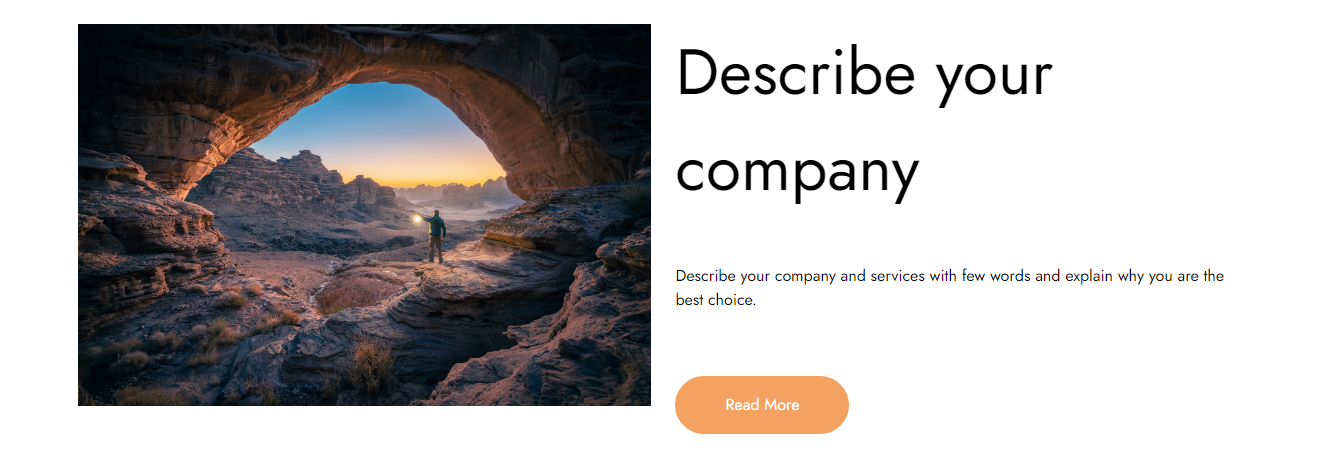 Describe your
company
Describe your company and services with few words and explain why you are the
best choice.
Read More